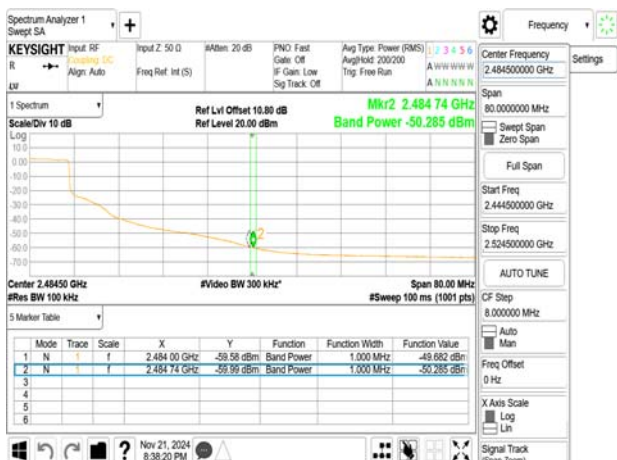 Spectrum Analyzer 1
Swept SA
+
Frequency
KEYSIGHT
R
LXI
Input: RF
Coupling: DC
Align: Auto
Input Z: 50 Ω
Freq Ref: Int (S)
#Atten: 20 dB
PNO: Fast
Gate: Off
IF Gain: Low
Sig Track: Off
Avg Type: Power (RMS)
Avg|Hold: 200/200
Trig: Free Run
1 2 3 4 5 6
A W W W W W
A N N N N N
Center Frequency
2.484500000 GHz
Settings
Span
80.0000000 MHz
Swept Span
Zero Span
Full Span
Start Freq
2.444500000 GHz
Stop Freq
2.524500000 GHz
AUTO TUNE
CF Step
8.000000 MHz
Auto
Man
Freq Offset
0 Hz
X Axis Scale
Log
Lin
Signal Track
(Span Zoom)
1 Spectrum
Scale/Div 10 dB
Ref Lvl Offset 10.80 dB
Ref Level 20.00 dBm
Mkr2 2.484 74 GHz
Band Power -50.285 dBm
Log
10.0
0.00
-10.0
-20.0
-30.0
-40.0
-50.0
-60.0
-70.0
2
Center 2.48450 GHz
#Res BW 100 kHz
#Video BW 300 kHz*
Span 80.00 MHz
#Sweep 100 ms (1001 pts)
5 Marker Table
Mode Trace Scale X Y Function Function Width Function Value
1 N 1 f 2.484 00 GHz -59.58 dBm Band Power 1.000 MHz -49.682 dBm
2 N 1 f 2.484 74 GHz -59.99 dBm Band Power 1.000 MHz -50.285 dBm
3
4
5
6
?
Nov 21, 2024
8:38:20 PM